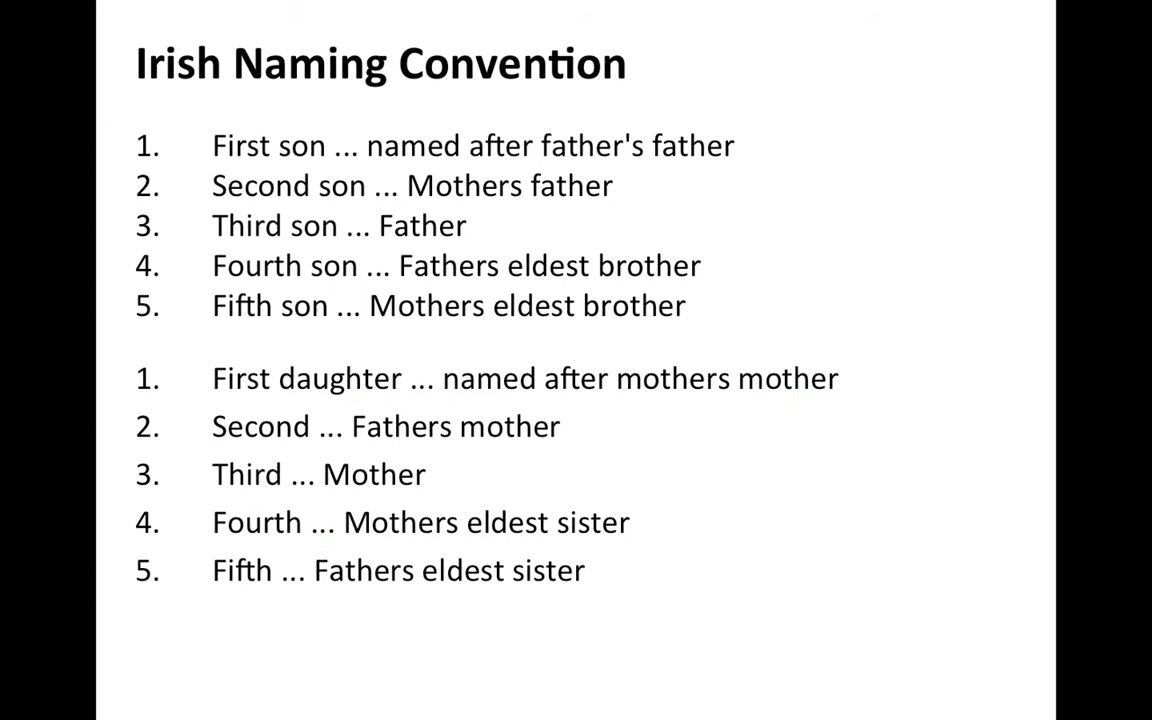 Irish Naming Convention
1. First son ... named after father's father
2. Second son ... Mothers father
3. Third son ... Father
4. Fourth son ... Fathers eldest brother
5. Fifth son ... Mothers eldest brother
1. First daughter ... named after mothers mother
2. Second ... Fathers mother
3. Third ... Mother
4. Fourth ... Mothers eldest sister
5. Fifth ... Fathers eldest sister